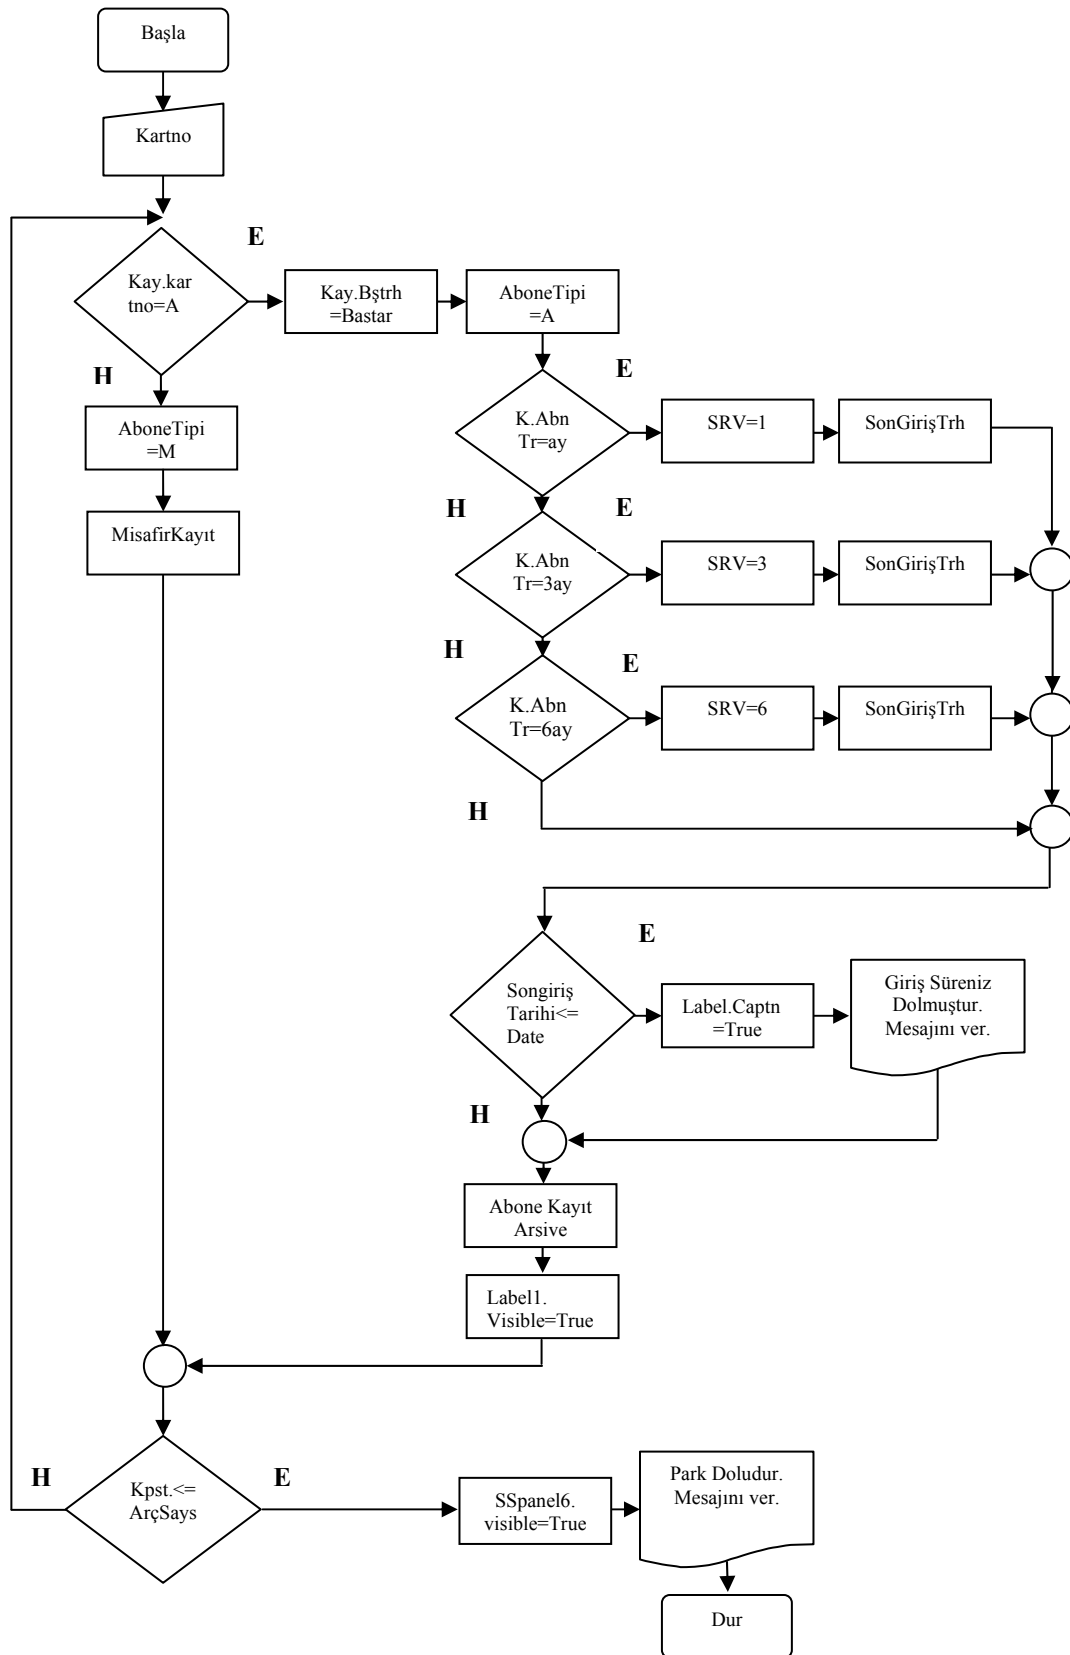 Başla
Kartno
E
Kay.kar
tno=A
Kay.Bştrh
=Bastar
AboneTipi
=A
H
E
AboneTipi
=M
K.Abn
Tr=ay
SRV=1
SonGirişTrh
MisafirKayıt
H
E
K.Abn
Tr=3ay
SRV=3
SonGirişTrh
H
E
K.Abn
Tr=6ay
SRV=6
SonGirişTrh
H
E
Songiriş
Tarihi<=
Date
Label.Captn
=True
Giriş Süreniz
Dolmuştur.
Mesajını ver.
H
Abone Kayıt
Arsive
Label1.
Visible=True
H
E
Kpst.<=
ArçSays
SSpanel6.
visible=True
Park Doludur.
Mesajını ver.
Dur